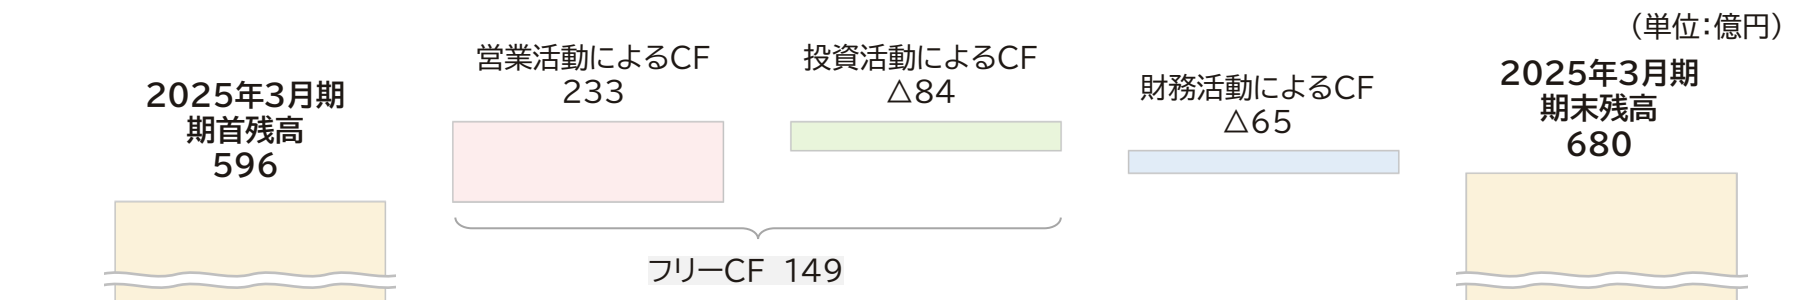 （単位：億円）
2025年3月期
期首残高
596
営業活動によるCF
233
投資活動によるCF
△84
財務活動によるCF
△65
2025年3月期
期末残高
680
フリーCF 149